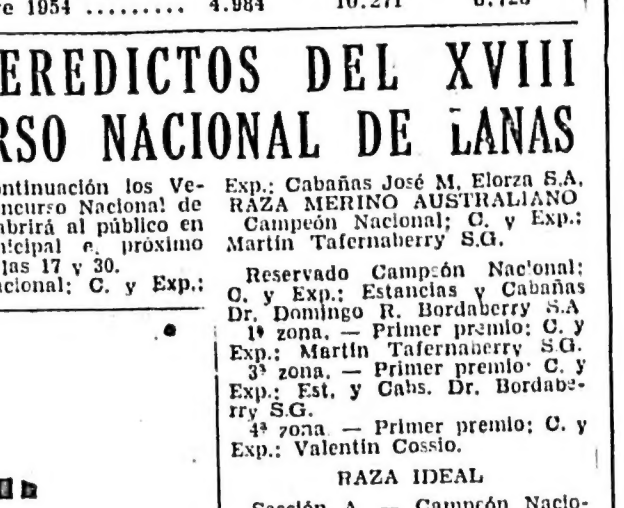 1954 ......... 4.984 10.271
EREDICTOS DEL XVIII
RSO NACIONAL DE LANAS
ontinuación los Ve-
ncurso Nacional de
abrirá al público en
nicipal e. próximo
las 17 y 30.
acional: C. y Exp.:
Exp.: Cabañas José M. Elorza S.A.
RAZA MERINO AUSTRALIANO
Campeón Nacional; C. y Exp.:
Martín Tafernaberry S.G.
Reservado Campeón Nac'onal:
C. y Exp.: Estancias y Cabañas
Dr. Domingo R. Bordaberry S.A
1ª zona. — Primer premio; C. y
Exp.: Martín Tafernaberry S.G.
3ª zona. — Primer premio· C. y
Exp.: Est. y Cabs. Dr. Bordabe-
rry S.G.
4ª zona — Primer premio; C. y
Exp.: Valentín Cossio.
RAZA IDEAL
Sección A. — Campeón Nacio-